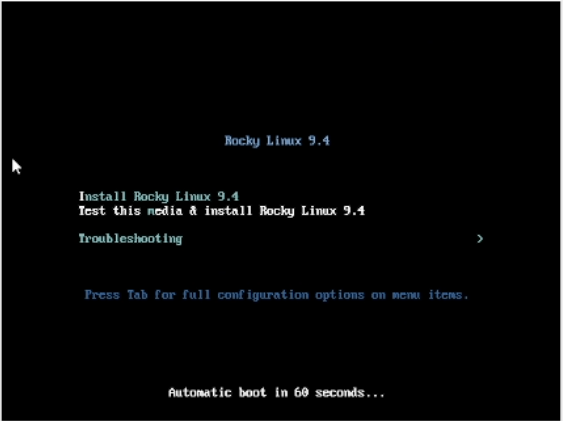 Rocky Linux 9.4
Install Rocky Linux 9.4
Test this media & install Rocky Linux 9.4
Troubleshooting >
Press Tab for full configuration options on menu items.
Automatic boot in 60 seconds...